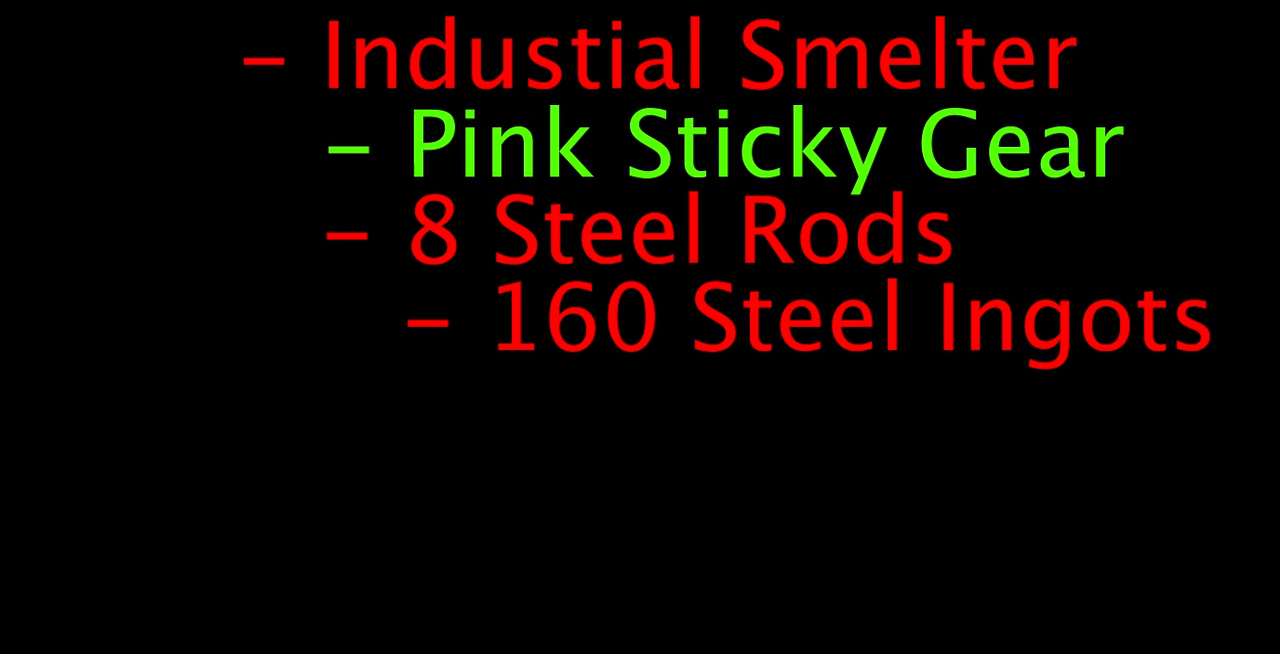 – Industial Smelter
– Pink Sticky Gear
– 8 Steel Rods
– 160 Steel Ingots